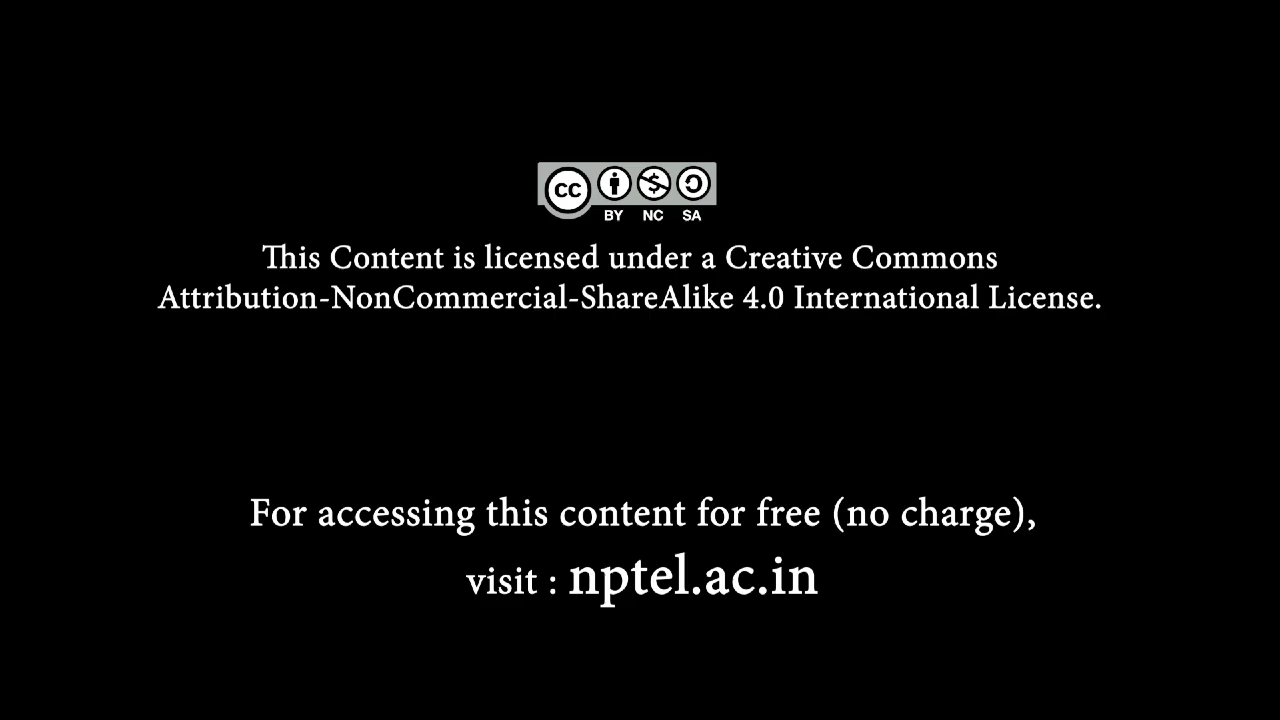 CC
BY NC SA
This Content is licensed under a Creative Commons
Attribution-NonCommercial-ShareAlike 4.0 International License.
For accessing this content for free (no charge),
visit : nptel.ac.in